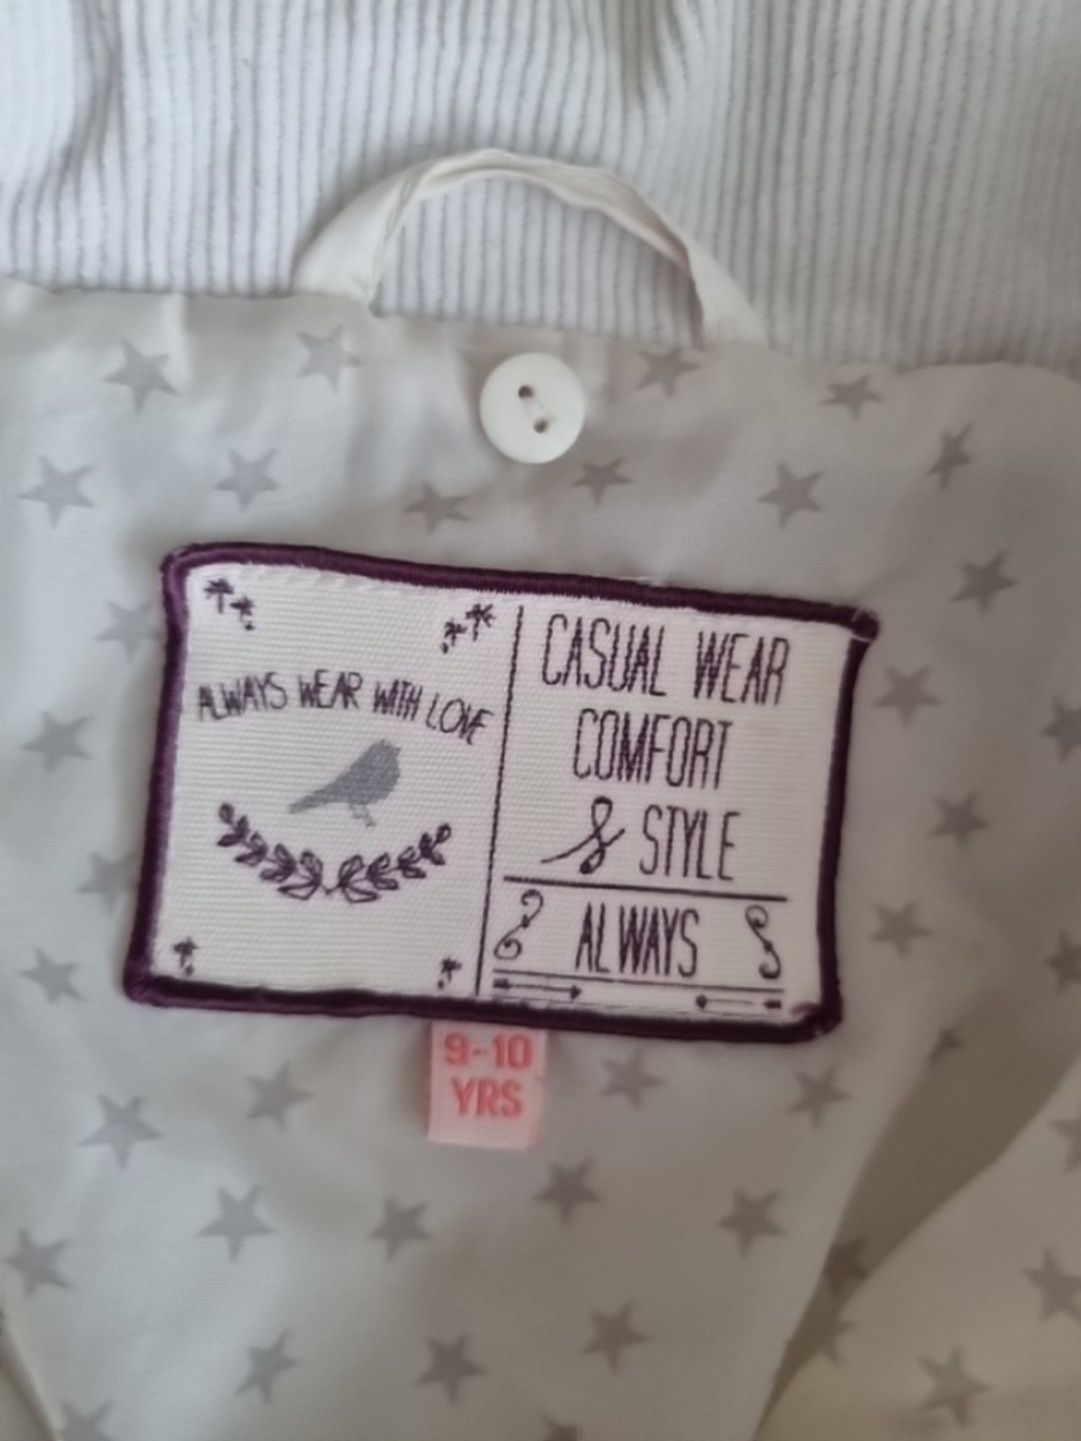 ALWAYS WEAR WITH LOVE
CASUAL WEAR
COMFORT
& STYLE
ALWAYS
9-10
YRS